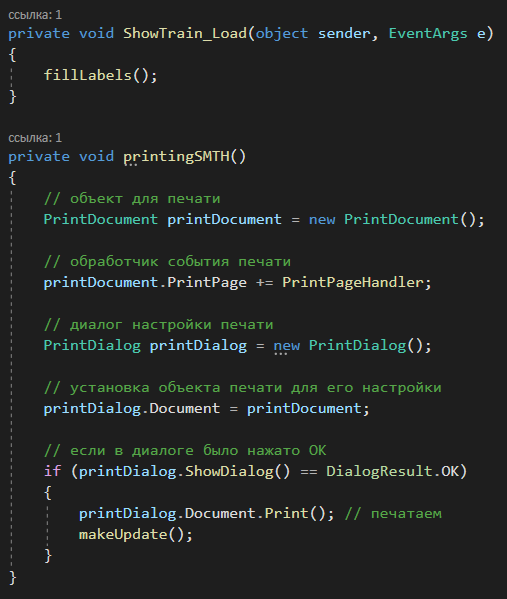 ссылка: 1
private void ShowTrain_Load(object sender, EventArgs e)
{
fillLabels();
}
ссылка: 1
private void printingSMTH()
{
// объект для печати
PrintDocument printDocument = new PrintDocument();
// обработчик события печати
printDocument.PrintPage += PrintPageHandler;
// диалог настройки печати
PrintDialog printDialog = new PrintDialog();
// установка объекта печати для его настройки
printDialog.Document = printDocument;
// если в диалоге было нажато ОК
if (printDialog.ShowDialog() == DialogResult.OK)
{
printDialog.Document.Print(); // печатаем
makeUpdate();
}
}